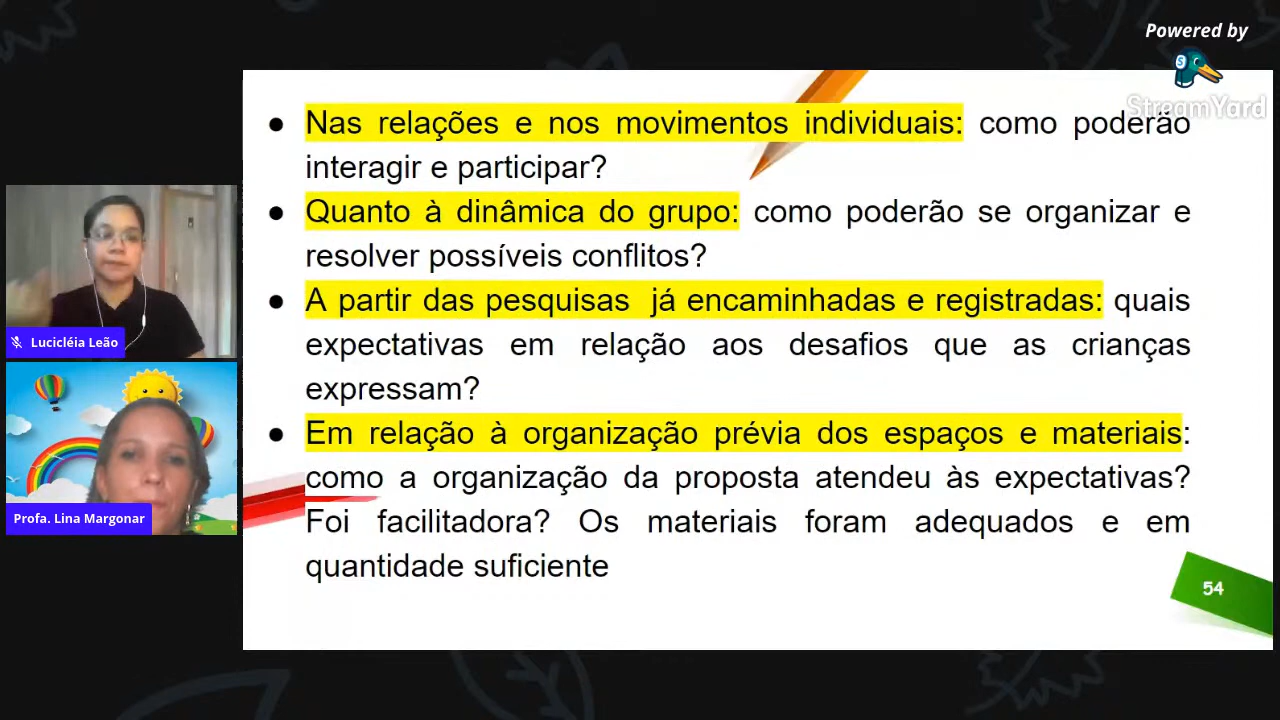 Powered by
StreamYard
● Nas relações e nos movimentos individuais: como poderão
interagir e participar?
● Quanto à dinâmica do grupo: como poderão se organizar e
resolver possíveis conflitos?
● A partir das pesquisas já encaminhadas e registradas: quais
expectativas em relação aos desafios que as crianças
expressam?
● Em relação à organização prévia dos espaços e materiais:
como a organização da proposta atendeu às expectativas?
Foi facilitadora? Os materiais foram adequados e em
quantidade suficiente
54
Lucicléia Leão
Profa. Lina Margonar